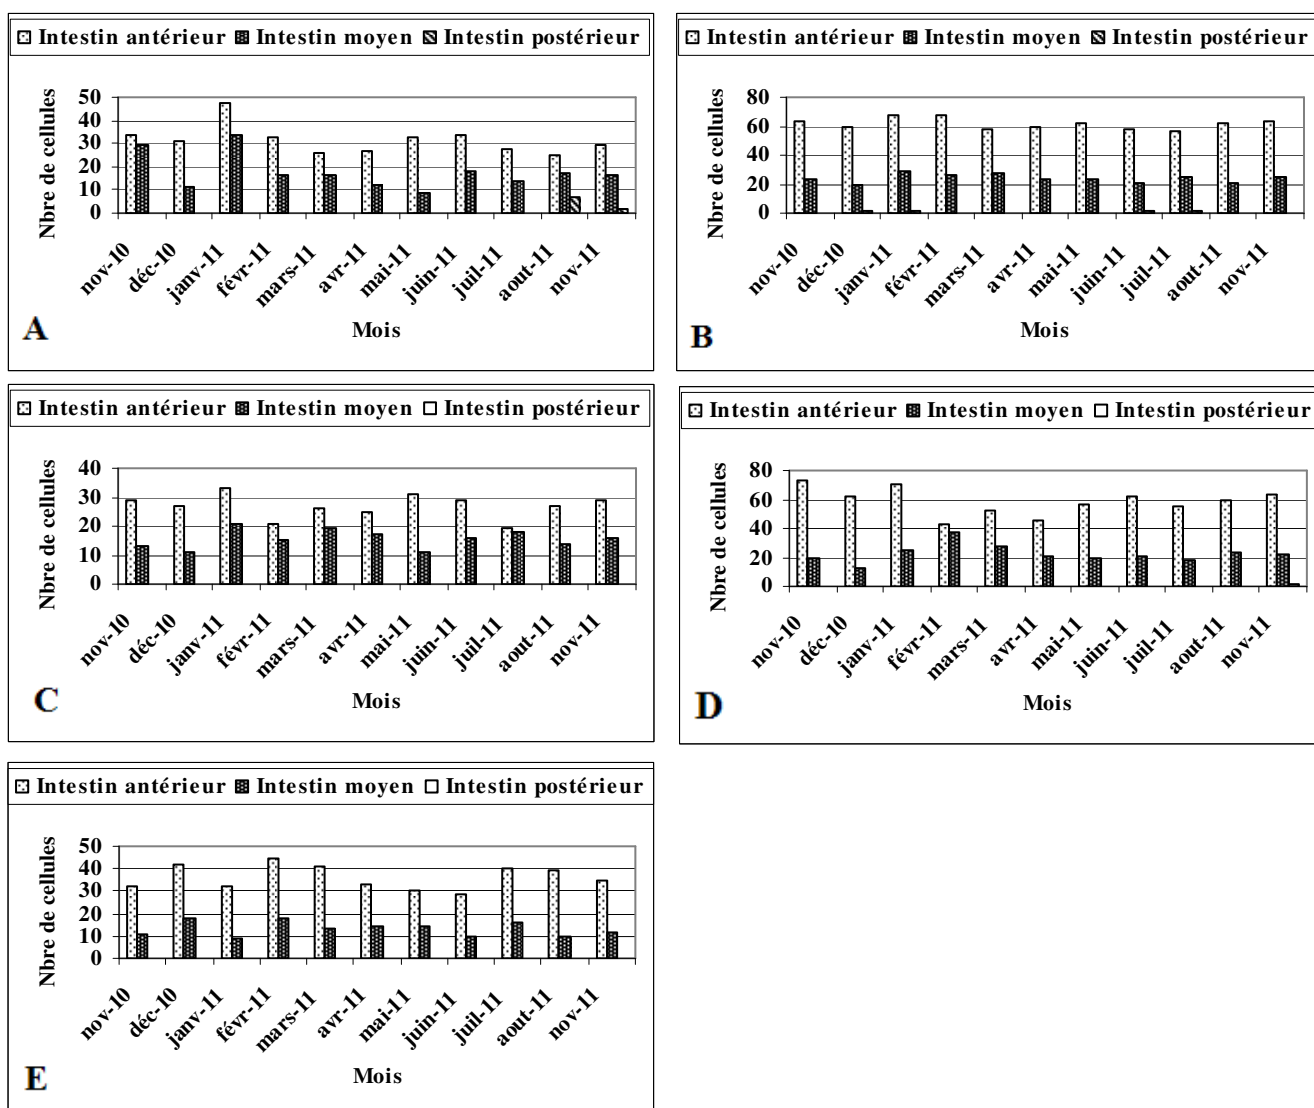 Intestin antérieur Intestin moyen Intestin postérieur
Nbre de cellules
50
40
30
20
10
0
nov-10 déc-10 janv-11 févr-11 mars-11 avr-11 mai-11 juin-11 juil-11 aout-11 nov-11
Mois
A
Intestin antérieur Intestin moyen Intestin postérieur
Nbre de cellules
80
60
40
20
0
nov-10 déc-10 janv-11 févr-11 mars-11 avr-11 mai-11 juin-11 juil-11 aout-11 nov-11
Mois
B
Intestin antérieur Intestin moyen Intestin postérieur
Nbre de cellules
40
30
20
10
0
nov-10 déc-10 janv-11 févr-11 mars-11 avr-11 mai-11 juin-11 juil-11 aout-11 nov-11
Mois
C
Intestin antérieur Intestin moyen Intestin postérieur
Nbre de cellules
80
60
40
20
0
nov-10 déc-10 janv-11 févr-11 mars-11 avr-11 mai-11 juin-11 juil-11 aout-11 nov-11
Mois
D
Intestin antérieur Intestin moyen Intestin postérieur
Nbre de cellules
50
40
30
20
10
0
nov-10 déc-10 janv-11 févr-11 mars-11 avr-11 mai-11 juin-11 juil-11 aout-11 nov-11
Mois
E